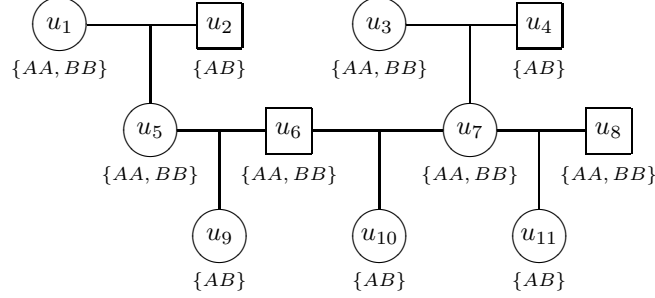 u1 u2 u3 u4
{AA, BB} {AB} {AA, BB} {AB}
u5 u6 u7 u8
{AA, BB} {AA, BB} {AA, BB} {AA, BB}
u9 u10 u11
{AB} {AB} {AB}